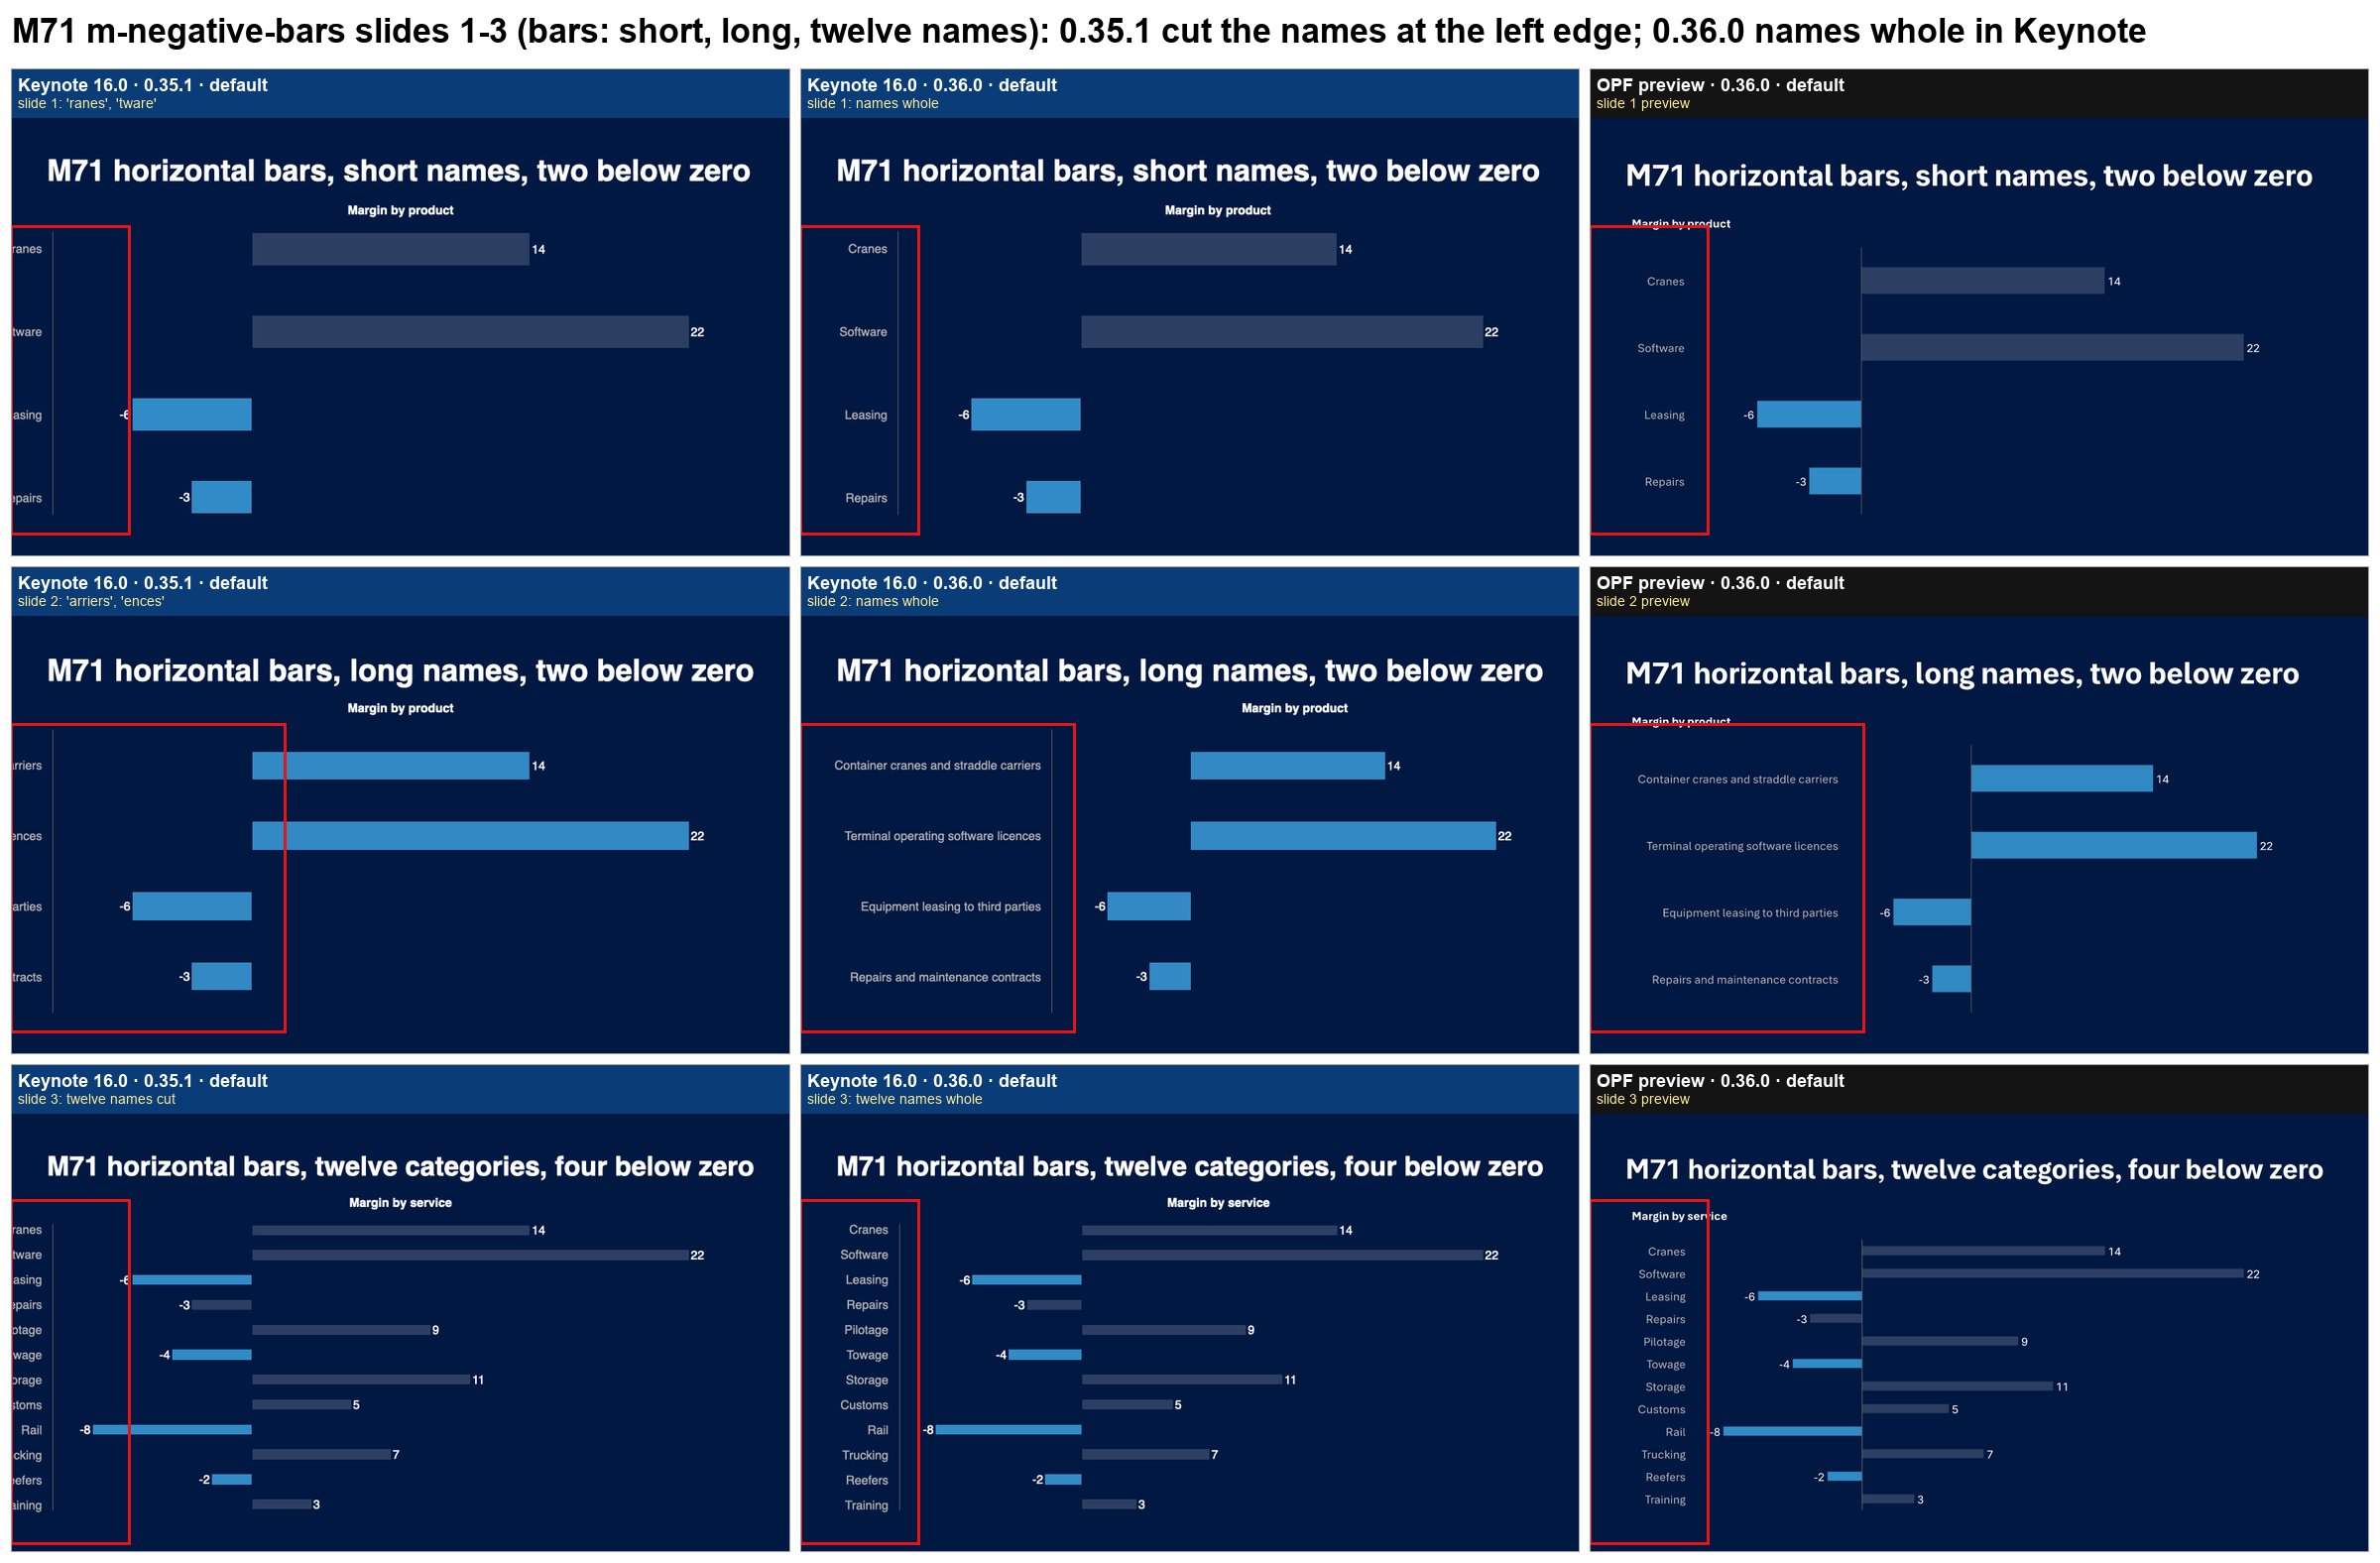 M71 m-negative-bars slides 1-3 (bars: short, long, twelve names): 0.35.1 cut the names at the left edge; 0.36.0 names whole in Keynote
Keynote 16.0 · 0.35.1 · default
slide 1: 'ranes', 'tware'
M71 horizontal bars, short names, two below zero
Margin by product
ranes
14
tware
22
asing
-6
epairs
-3
Keynote 16.0 · 0.36.0 · default
slide 1: names whole
M71 horizontal bars, short names, two below zero
Margin by product
Cranes
14
Software
22
Leasing
-6
Repairs
-3
OPF preview · 0.36.0 · default
slide 1 preview
M71 horizontal bars, short names, two below zero
Margin by product
Cranes
14
Software
22
Leasing
-6
Repairs
-3
Keynote 16.0 · 0.35.1 · default
slide 2: 'arriers', 'ences'
M71 horizontal bars, long names, two below zero
Margin by product
arriers
14
ences
22
arties
-6
tracts
-3
Keynote 16.0 · 0.36.0 · default
slide 2: names whole
M71 horizontal bars, long names, two below zero
Margin by product
Container cranes and straddle carriers
14
Terminal operating software licences
22
Equipment leasing to third parties
-6
Repairs and maintenance contracts
-3
OPF preview · 0.36.0 · default
slide 2 preview
M71 horizontal bars, long names, two below zero
Margin by product
Container cranes and straddle carriers
14
Terminal operating software licences
22
Equipment leasing to third parties
-6
Repairs and maintenance contracts
-3
Keynote 16.0 · 0.35.1 · default
slide 3: twelve names cut
M71 horizontal bars, twelve categories, four below zero
Margin by service
ranes
14
tware
22
asing
-6
epairs
-3
otage
9
wage
-4
orage
11
stoms
5
Rail
-8
cking
7
eefers
-2
aining
3
Keynote 16.0 · 0.36.0 · default
slide 3: twelve names whole
M71 horizontal bars, twelve categories, four below zero
Margin by service
Cranes
14
Software
22
Leasing
-6
Repairs
-3
Pilotage
9
Towage
-4
Storage
11
Customs
5
Rail
-8
Trucking
7
Reefers
-2
Training
3
OPF preview · 0.36.0 · default
slide 3 preview
M71 horizontal bars, twelve categories, four below zero
Margin by service
Cranes
14
Software
22
Leasing
-6
Repairs
-3
Pilotage
9
Towage
-4
Storage
11
Customs
5
Rail
-8
Trucking
7
Reefers
-2
Training
3